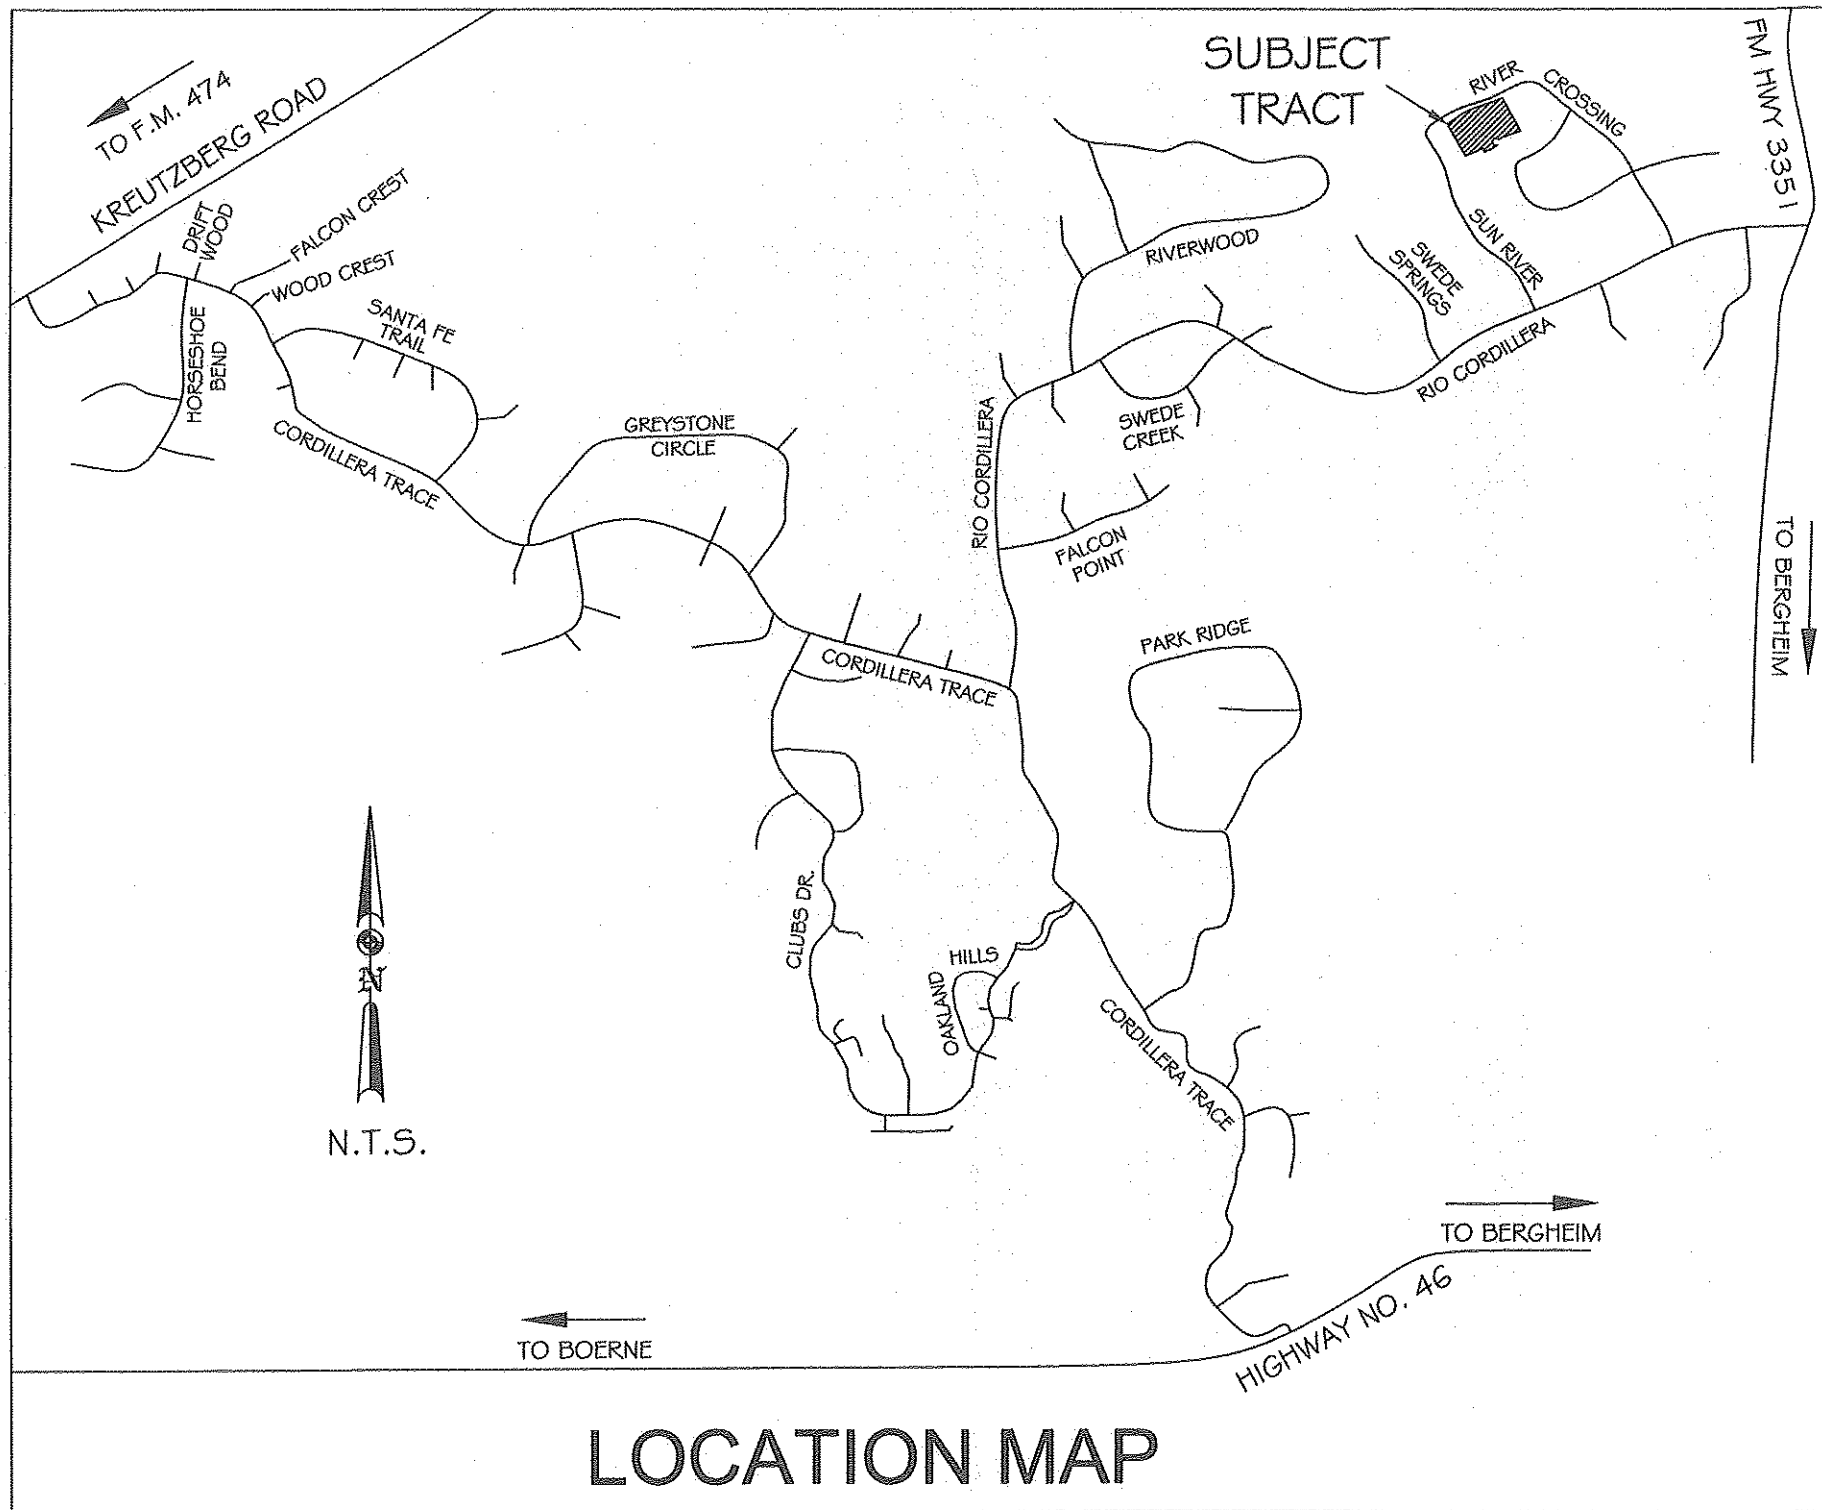 SUBJECT
TRACT
RIVER CROSSING
FM HWY 3351
TO F.M. 474
KREUTZBERG ROAD
DRIFT
WOOD
FALCON CREST
WOOD CREST
HORSESHOE
BEND
SANTA FE
TRAIL
CORDILLERA TRACE
GREYSTONE
CIRCLE
RIVERWOOD
SWEDE
SPRINGS
SUN RIVER
RIO CORDILLERA
RIO CORDILLERA
SWEDE
CREEK
FALCON
POINT
TO BERGHEIM
PARK RIDGE
CORDILLERA TRACE
CLUBS DR.
OAKLAND HILLS
CORDILLERA TRACE
N
N.T.S.
TO BERGHEIM
HIGHWAY NO. 46
TO BOERNE
LOCATION MAP